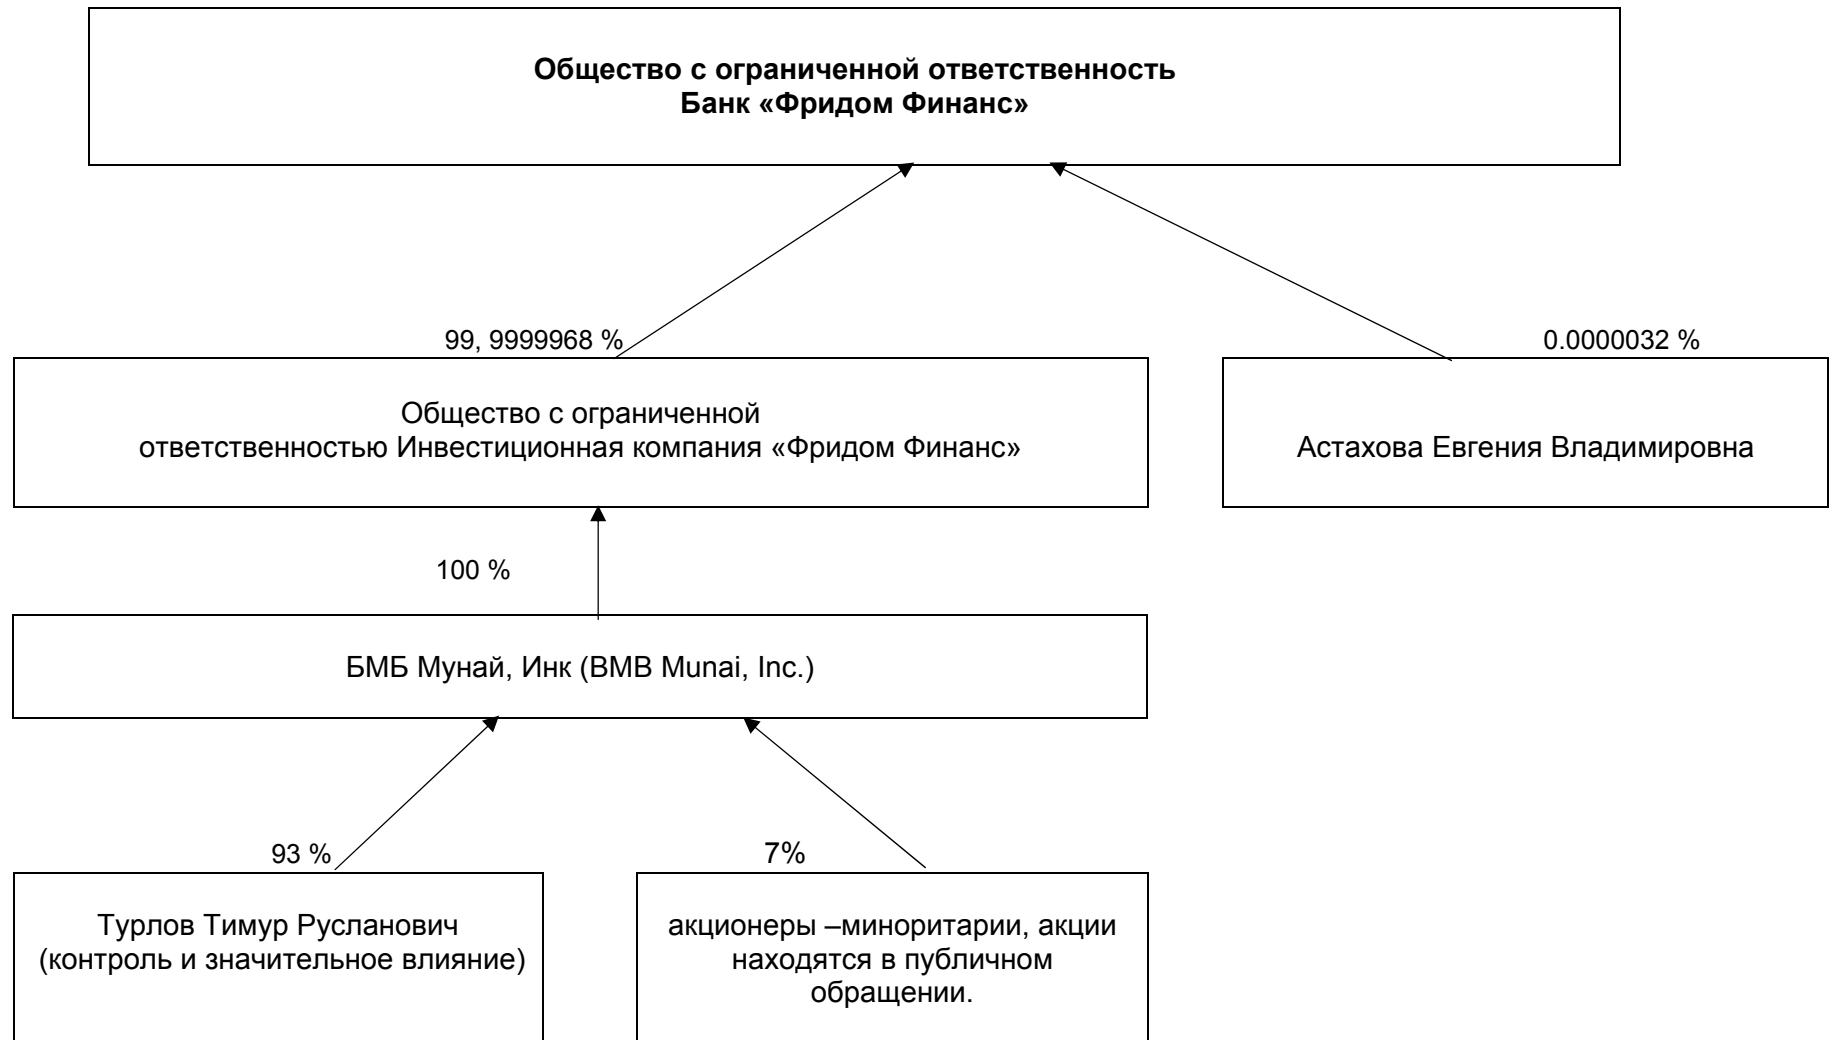 Общество с ограниченной ответственность
Банк «Фридом Финанс»
99, 9999968 %
0.0000032 %
Общество с ограниченной
ответственностью Инвестиционная компания «Фридом Финанс»
Астахова Евгения Владимировна
100 %
БМБ Мунай, Инк (BMB Munai, Inc.)
93 %
7%
Турлов Тимур Русланович
(контроль и значительное влияние)
акционеры –миноритарии, акции
находятся в публичном
обращении.